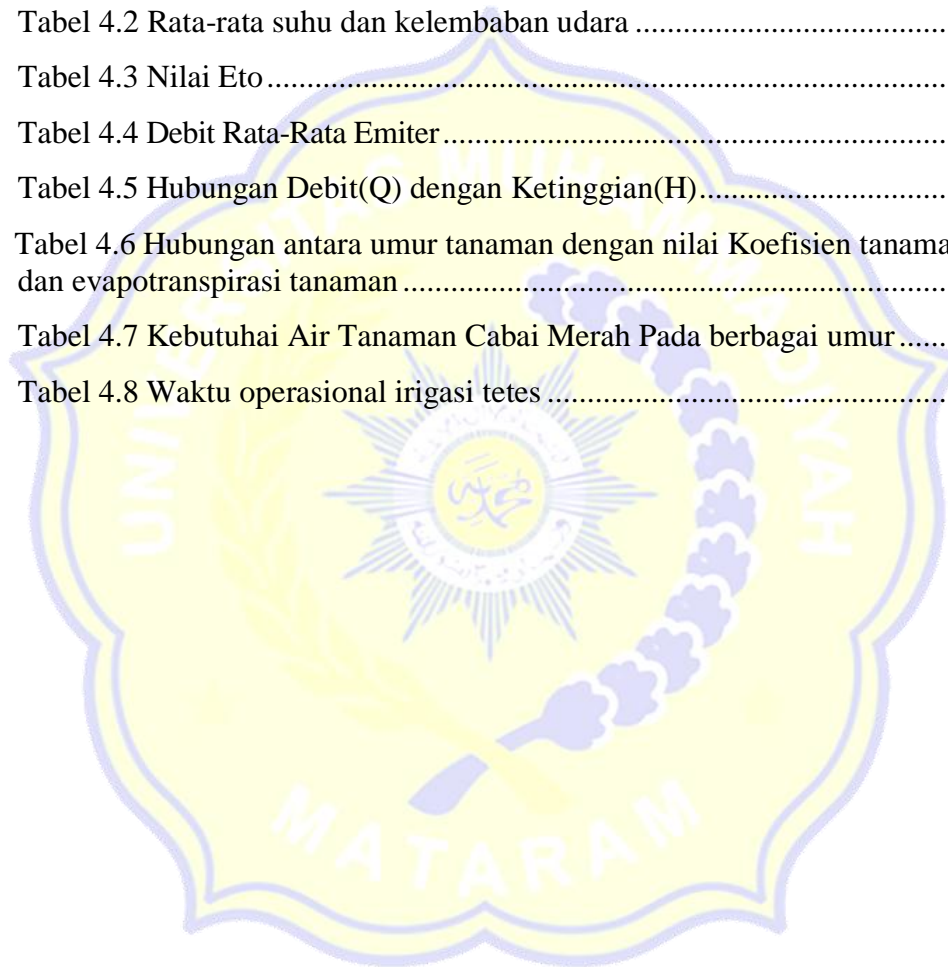 Tabel 4.2 Rata-rata suhu dan kelembaban udara ........................................
Tabel 4.3 Nilai Eto ........................................................................................
Tabel 4.4 Debit Rata-Rata Emiter ................................................................
Tabel 4.5 Hubungan Debit(Q) dengan Ketinggian(H) ................................
Tabel 4.6 Hubungan antara umur tanaman dengan nilai Koefisien tanama
dan evapotranspirasi tanaman ......................................................................
Tabel 4.7 Kebutuhai Air Tanaman Cabai Merah Pada berbagai umur ......
Tabel 4.8 Waktu operasional irigasi tetes ....................................................
UNIVERSITAS MUHAMMADIYAH
MATARAM